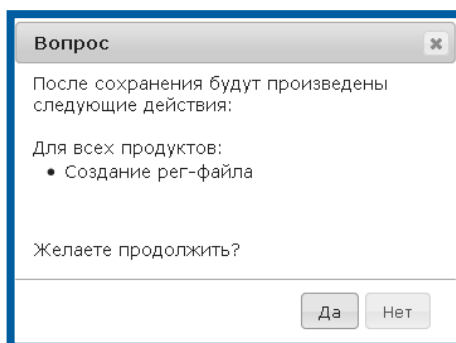 Вопрос
После сохранения будут произведены
следующие действия:
Для всех продуктов:
• Создание рег-файла
Желаете продолжить?
Да
Нет